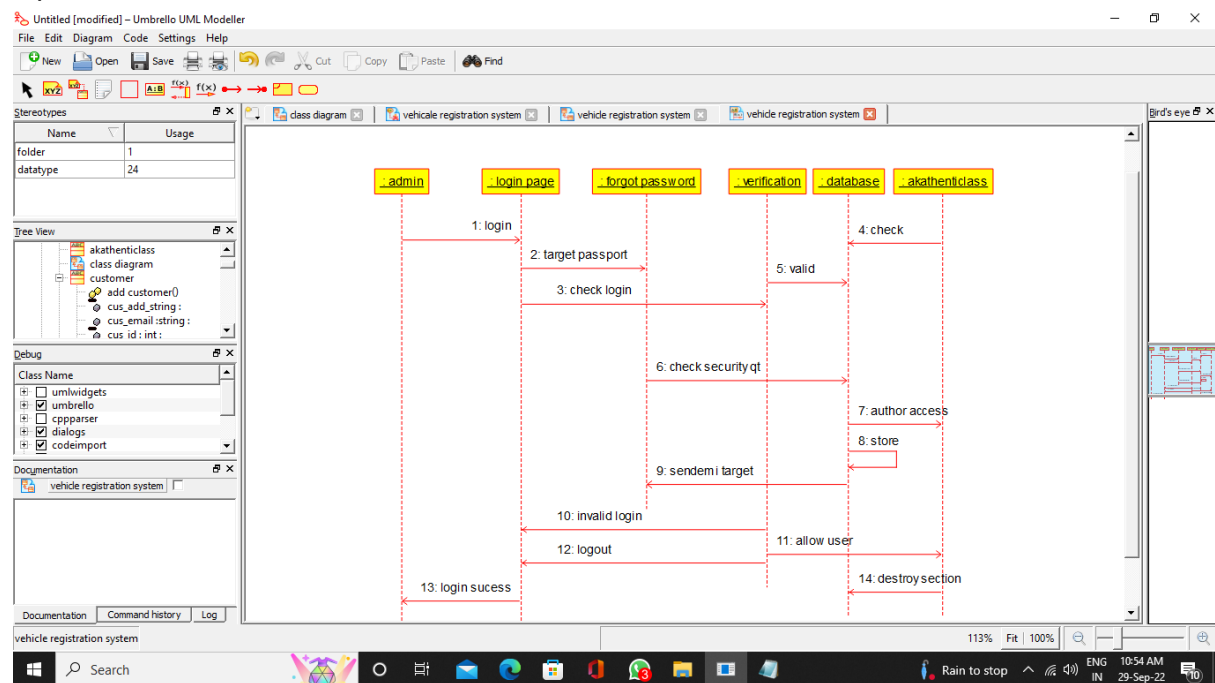 Untitled [modified] – Umbrello UML Modeller
File Edit Diagram Code Settings Help
New Open Save Cut Copy Paste Find
XYZ A:B f(x) f(x)
Stereotypes
Name Usage
folder 1
datatype 24
Tree View
akathenticlass
class diagram
customer
add customer()
cus_add_string :
cus_email :string :
cus id : int :
Debug
Class Name
umlwidgets
umbrello
cppparser
dialogs
codeimport
Documentation
vehicle registration system
Documentation Command history Log
class diagram vehicale registration system vehicle registration system vehicle registration system
: admin : login page : forgot password : verification : database : akathenticlass
1: login
4: check
2: target passport
5: valid
3: check login
6: check security qt
7: author access
8: store
9: sendem i target
10: invalid login
11: allow user
12: logout
14: destroy section
13: login sucess
Bird's eye
vehicle registration system
113% Fit 100%
Search
3
Rain to stop
ENG
IN
10:54 AM
29-Sep-22
10